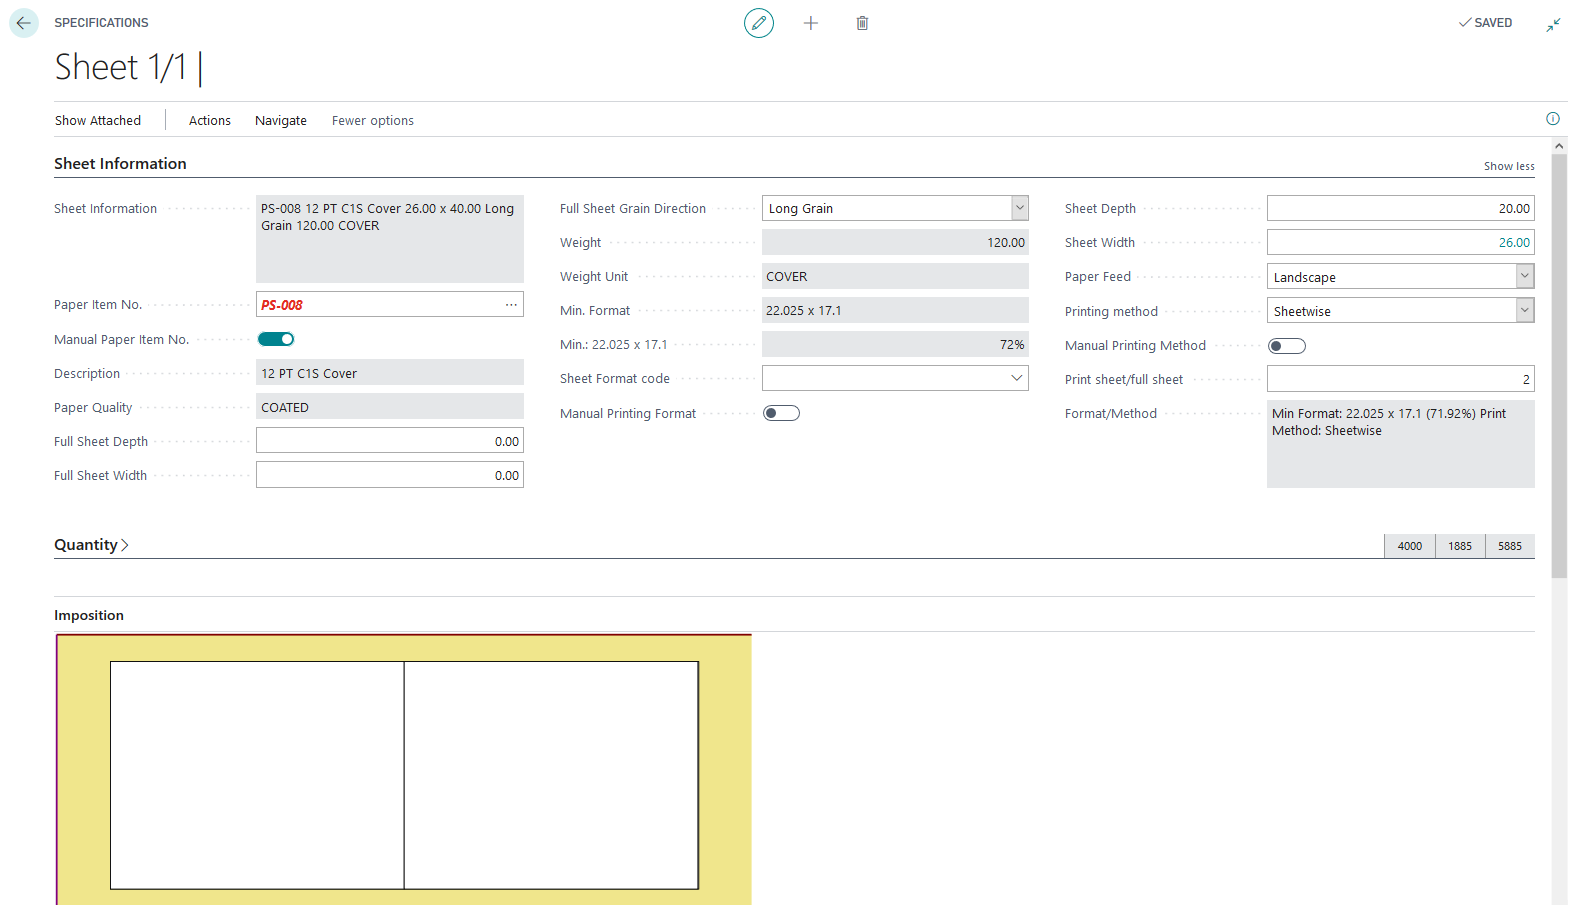 SPECIFICATIONS
SAVED
Sheet 1/1 |
Show Attached
Actions
Navigate
Fewer options
Sheet Information
Show less
Sheet Information
PS-008 12 PT C1S Cover 26.00 x 40.00 Long
Grain 120.00 COVER
Paper Item No.
PS-008
Manual Paper Item No.
Description
12 PT C1S Cover
Paper Quality
COATED
Full Sheet Depth
0.00
Full Sheet Width
0.00
Full Sheet Grain Direction
Long Grain
Weight
120.00
Weight Unit
COVER
Min. Format
22.025 x 17.1
Min.: 22.025 x 17.1
72%
Sheet Format code
Manual Printing Format
Sheet Depth
20.00
Sheet Width
26.00
Paper Feed
Landscape
Printing method
Sheetwise
Manual Printing Method
Print sheet/full sheet
2
Format/Method
Min Format: 22.025 x 17.1 (71.92%) Print
Method: Sheetwise
Quantity
4000
1885
5885
Imposition